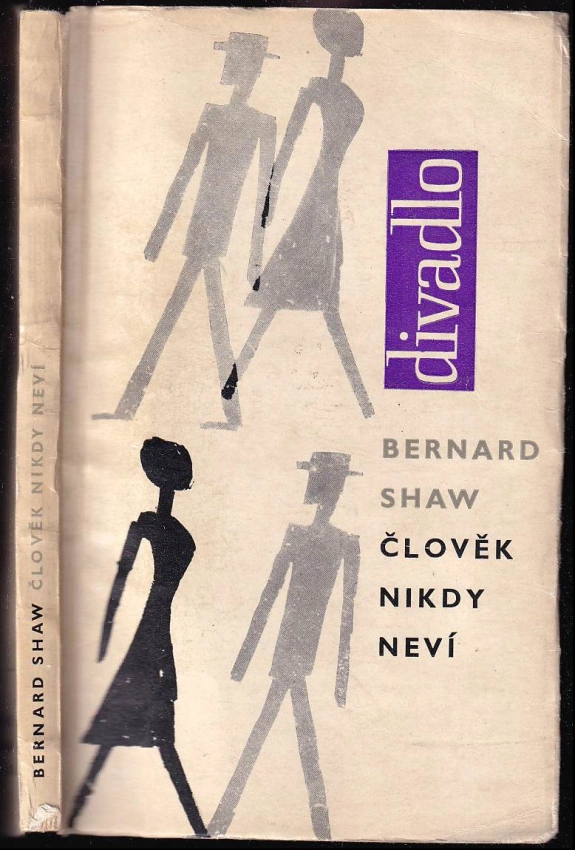 BERNARD SHAW ČLOVĚK NIKDY NEVÍ
divadlo
BERNARD
SHAW
ČLOVĚK
NIKDY
NEVÍ